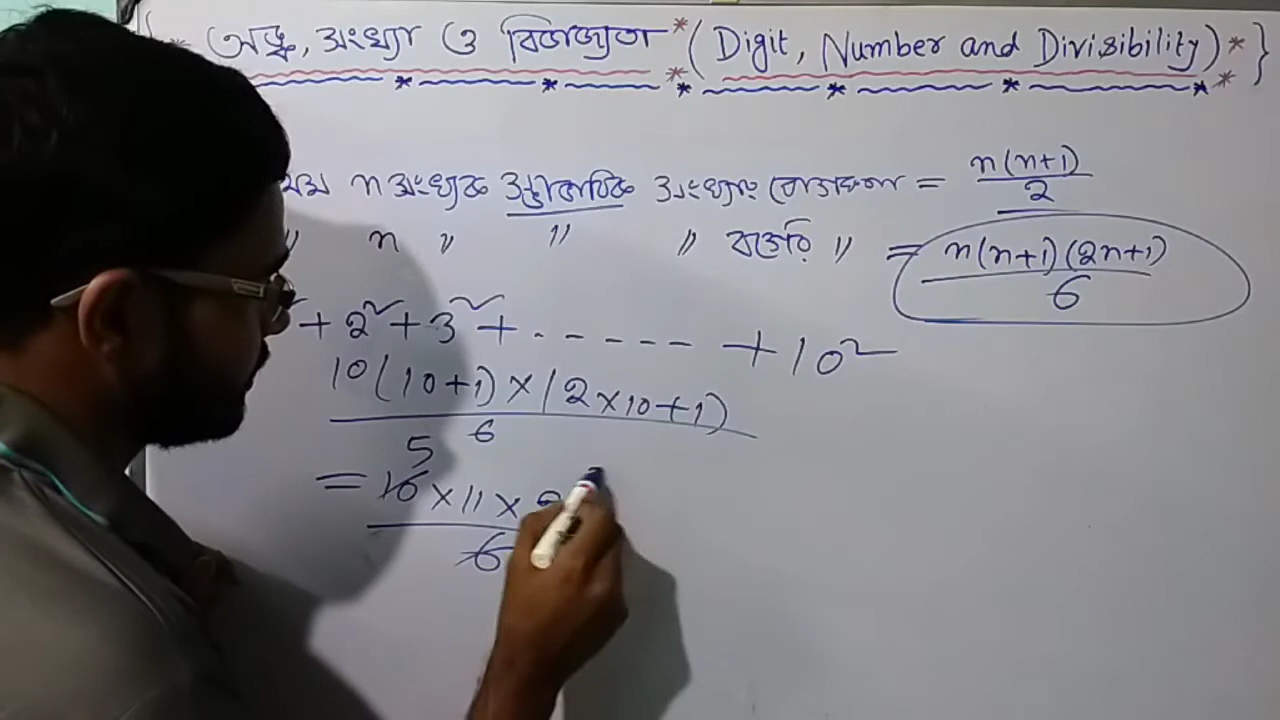 * অঙ্ক, সংখ্যা ও বিভাজ্যতা * ( Digit, Number and Divisibility ) * }
n সংখ্যক স্বাভাবিক সংখ্যার যোগফল = n(n+1)/2
" n " " " বর্গের " = n(n+1)(2n+1)/6
+ 2² + 3² + - - - - - - + 10²
10(10+1)×(2×10+1)
6
5
= 10 × 11 ×
6